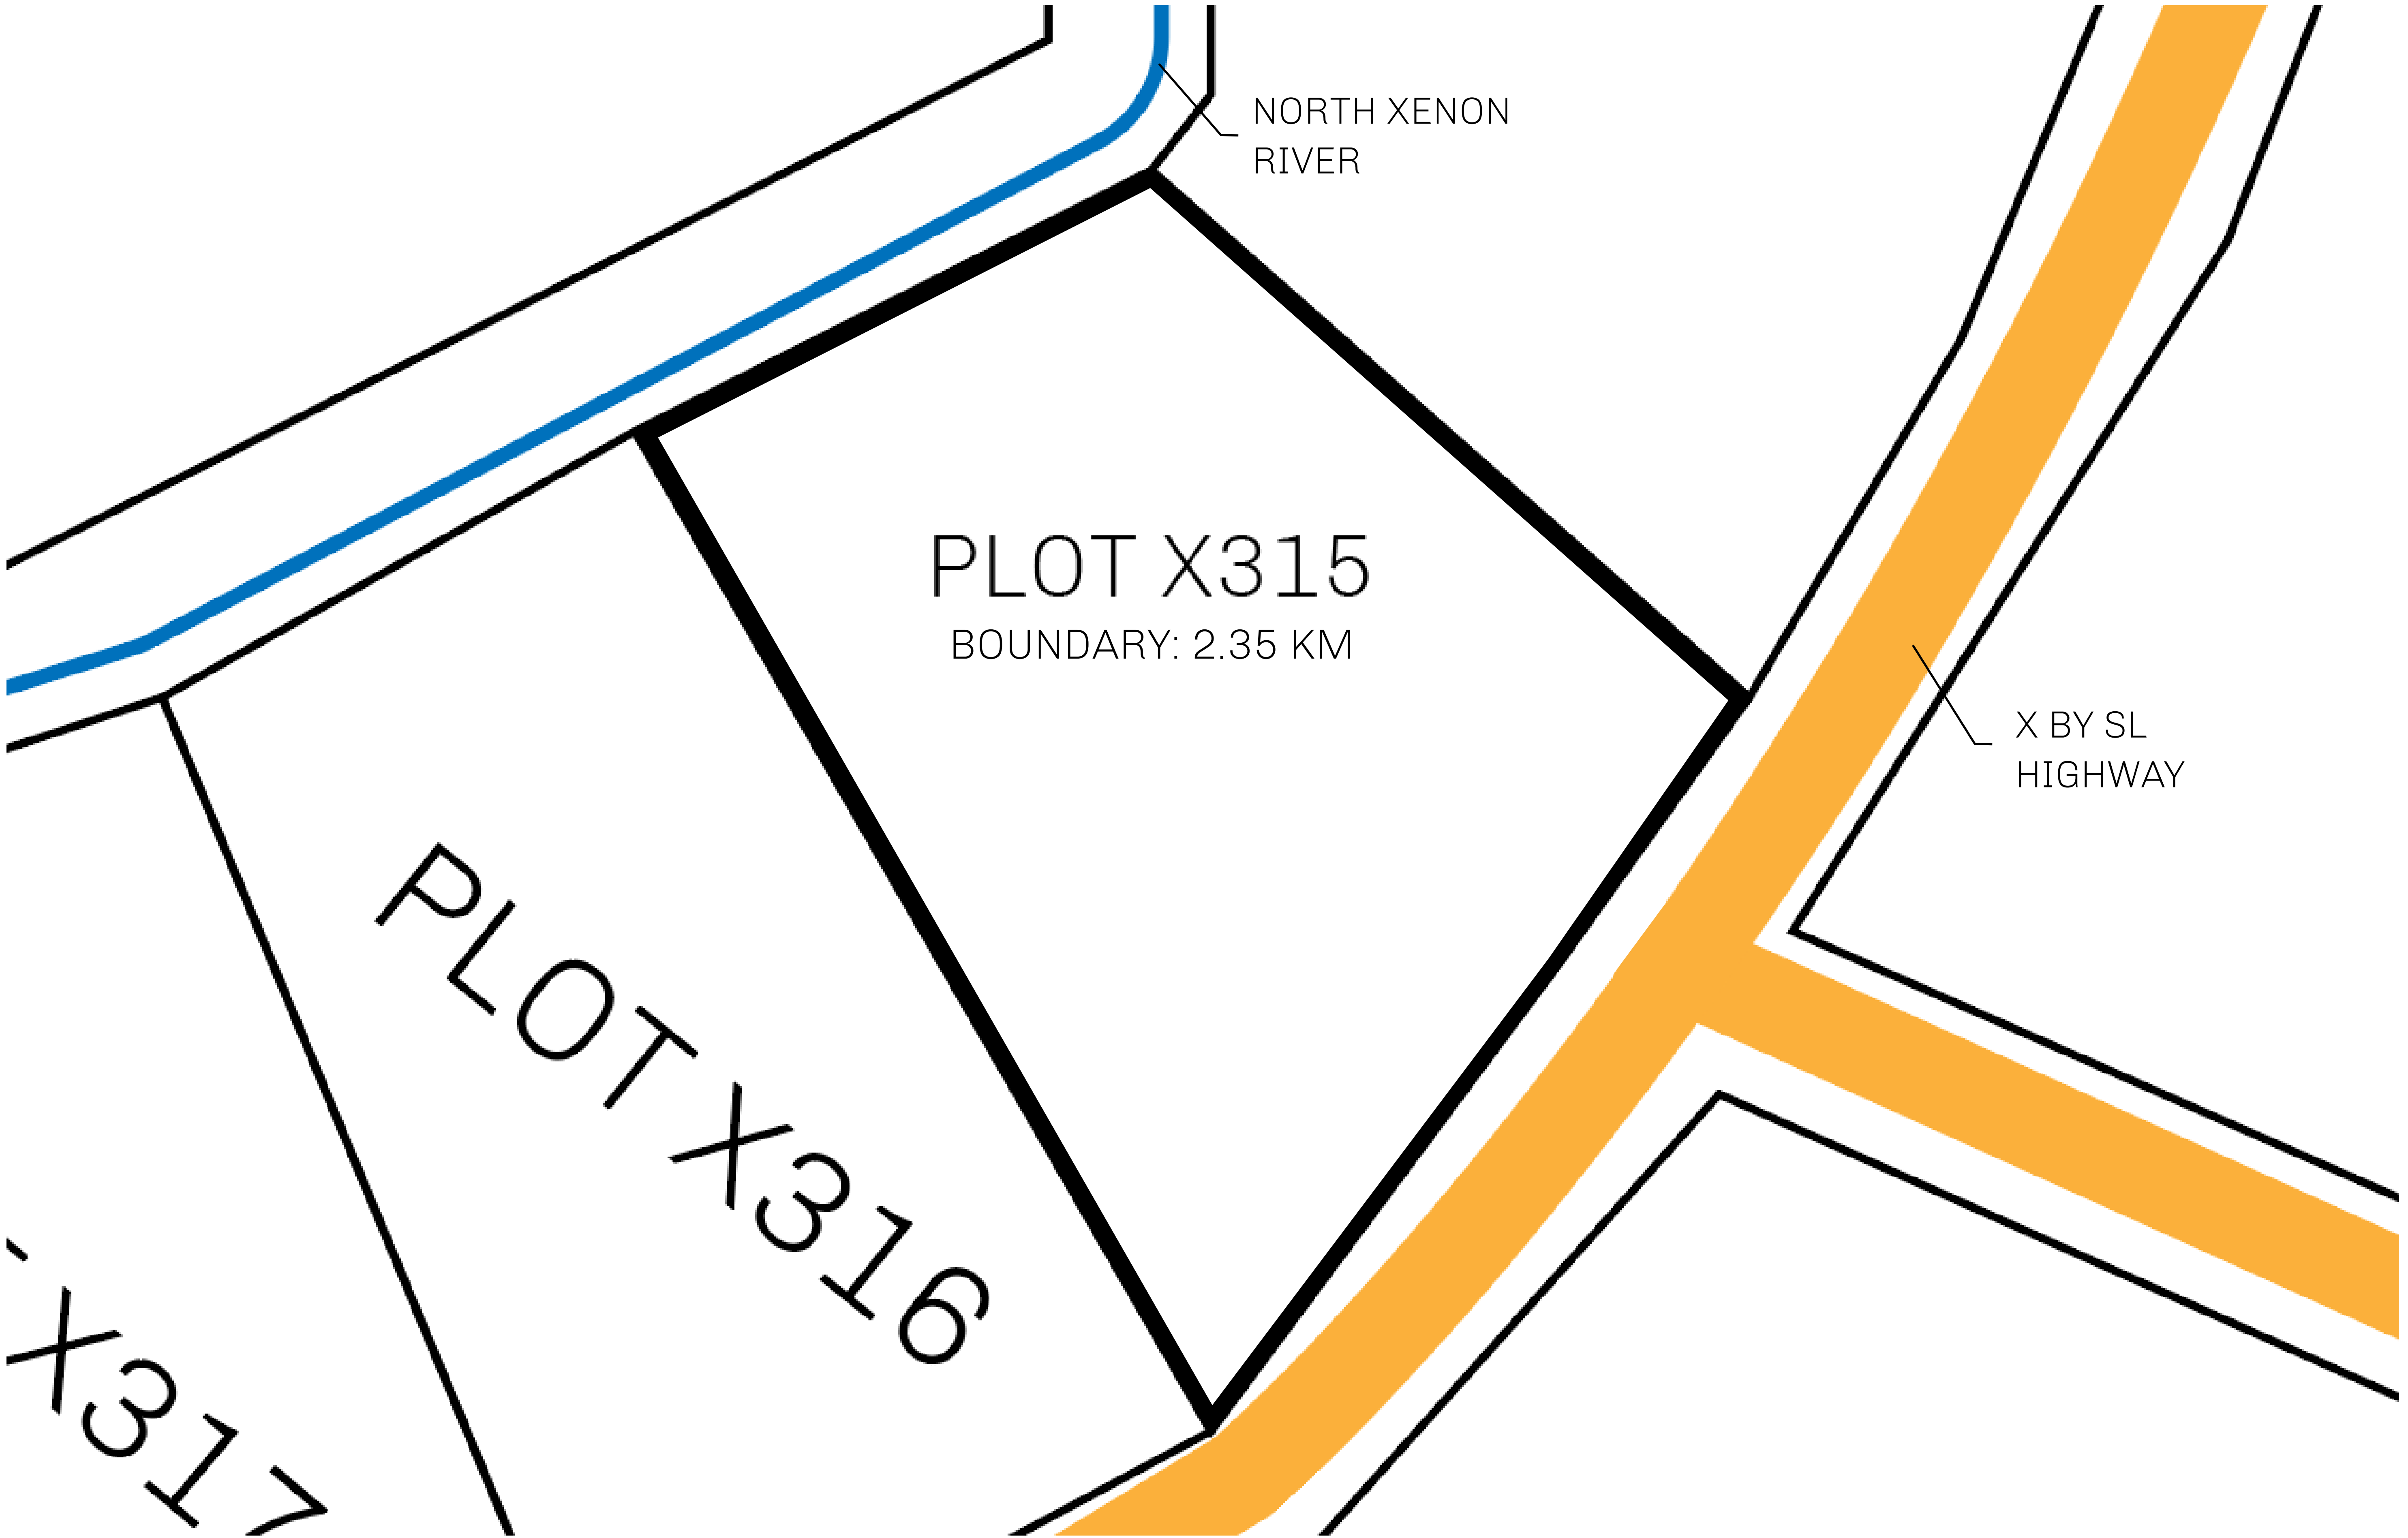 NORTH XENON
RIVER
PLOT X315
BOUNDARY: 2.35 KM
X BY SL
HIGHWAY
PLOT X316
X317